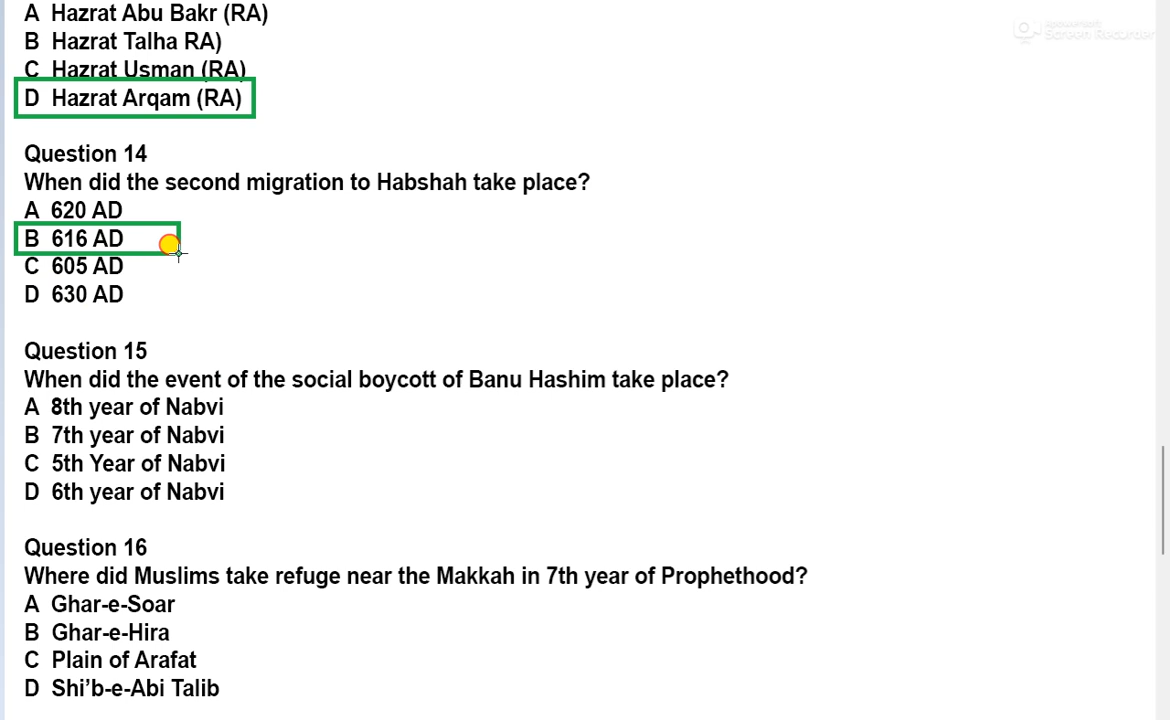 A Hazrat Abu Bakr (RA)
B Hazrat Talha RA)
C Hazrat Usman (RA)
D Hazrat Arqam (RA)
Screen Recorder
Question 14
When did the second migration to Habshah take place?
A 620 AD
B 616 AD
C 605 AD
D 630 AD
Question 15
When did the event of the social boycott of Banu Hashim take place?
A 8th year of Nabvi
B 7th year of Nabvi
C 5th Year of Nabvi
D 6th year of Nabvi
Question 16
Where did Muslims take refuge near the Makkah in 7th year of Prophethood?
A Ghar-e-Soar
B Ghar-e-Hira
C Plain of Arafat
D Shi’b-e-Abi Talib